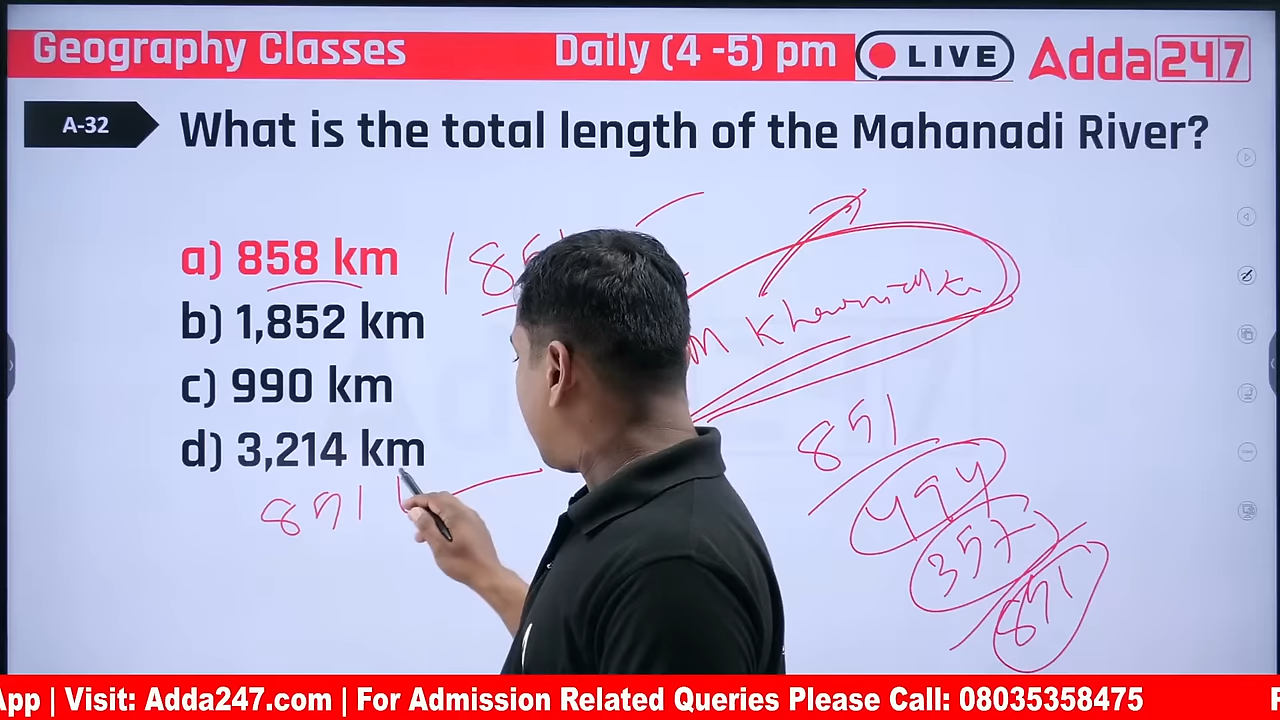 Geography Classes Daily (4 -5) pm LIVE Adda247
A-32 What is the total length of the Mahanadi River?
a) 858 km
b) 1,852 km
c) 990 km
d) 3,214 km
851
851
494
357
851
App | Visit: Adda247.com | For Admission Related Queries Please Call: 08035358475